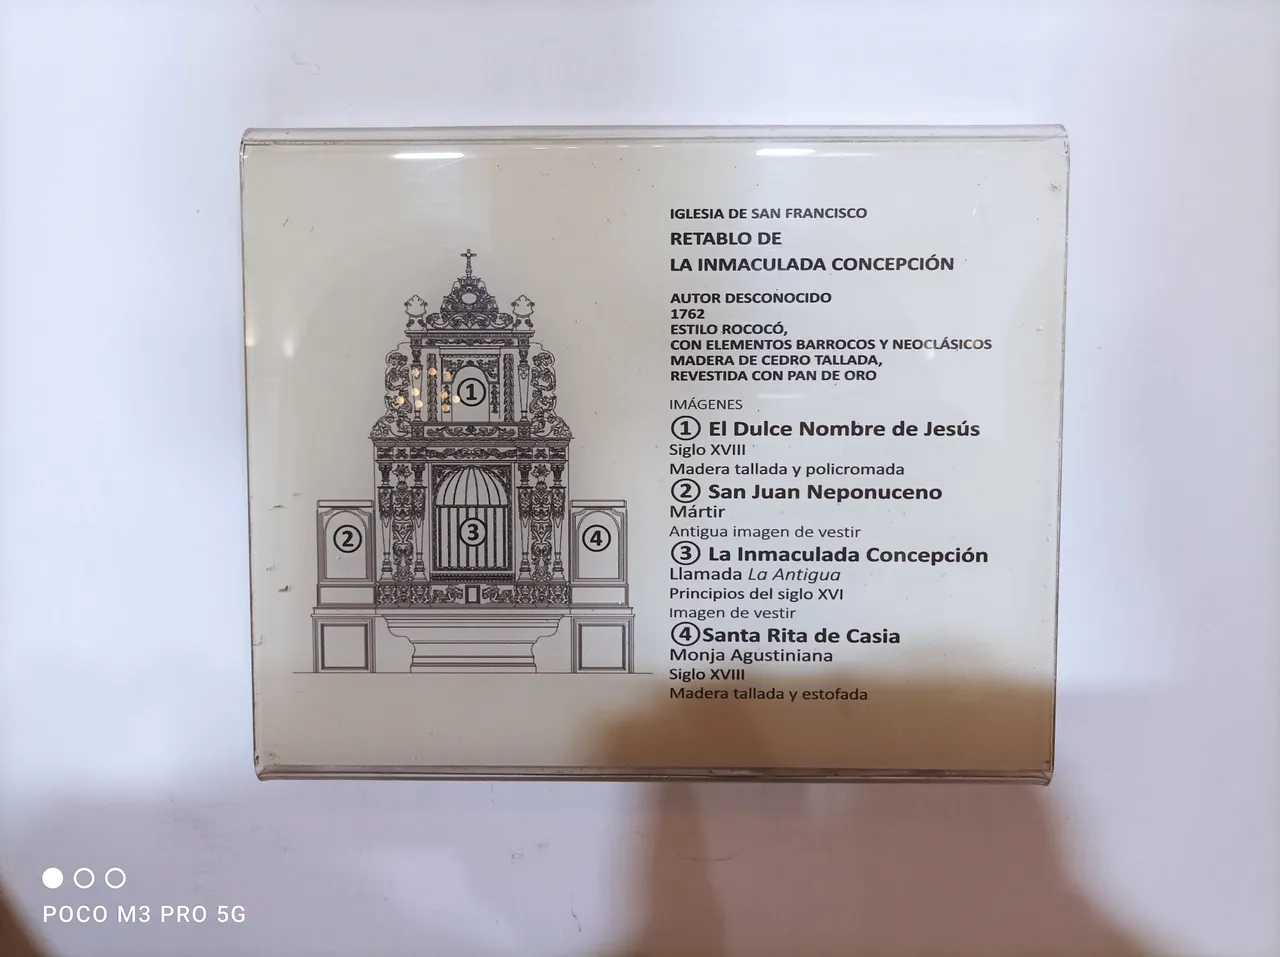 IGLESIA DE SAN FRANCISCO
RETABLO DE
LA INMACULADA CONCEPCIÓN
AUTOR DESCONOCIDO
1762
ESTILO ROCOCÓ,
CON ELEMENTOS BARROCOS Y NEOCLÁSICOS
MADERA DE CEDRO TALLADA,
REVESTIDA CON PAN DE ORO
IMÁGENES
① El Dulce Nombre de Jesús
Siglo XVIII
Madera tallada y policromada
② San Juan Neponuceno
Mártir
Antigua imagen de vestir
③ La Inmaculada Concepción
Llamada La Antigua
Principios del siglo XVI
Imagen de vestir
④Santa Rita de Casia
Monja Agustiniana
Siglo XVIII
Madera tallada y estofada
①
② ③ ④
POCO M3 PRO 5G